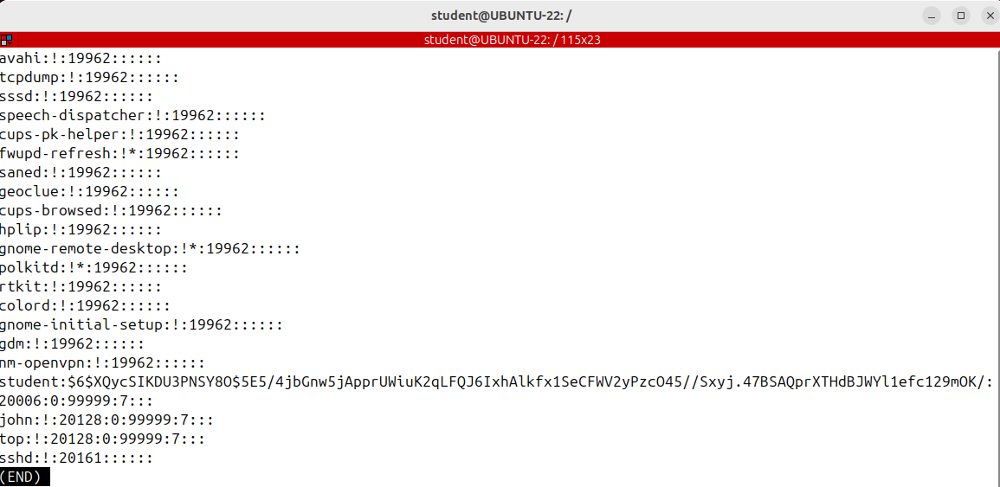 student@UBUNTU-22: /
student@UBUNTU-22: / 115x23
avahi:!:19962::::::
tcpdump:!:19962::::::
sssd:!:19962::::::
speech-dispatcher:!:19962::::::
cups-pk-helper:!:19962::::::
fwupd-refresh:!*:19962::::::
saned:!:19962::::::
geoclue:!:19962::::::
cups-browsed:!:19962::::::
hplip:!:19962::::::
gnome-remote-desktop:!*:19962::::::
polkitd:!*:19962::::::
rtkit:!:19962::::::
colord:!:19962::::::
gnome-initial-setup:!:19962::::::
gdm:!:19962::::::
nm-openvpn:!:19962::::::
student:$6$XQycSIKDU3PNSY8O$5E5/4jbGnw5jApprUWiuK2qLFQJ6IxhAlkfx1SeCFWV2yPzcO45//Sxyj.47BSAQprXTHdBJWYl1efc129mOK/:
20006:0:99999:7:::
john:!:20128:0:99999:7:::
top:!:20128:0:99999:7:::
sshd:!:20161::::::
(END)